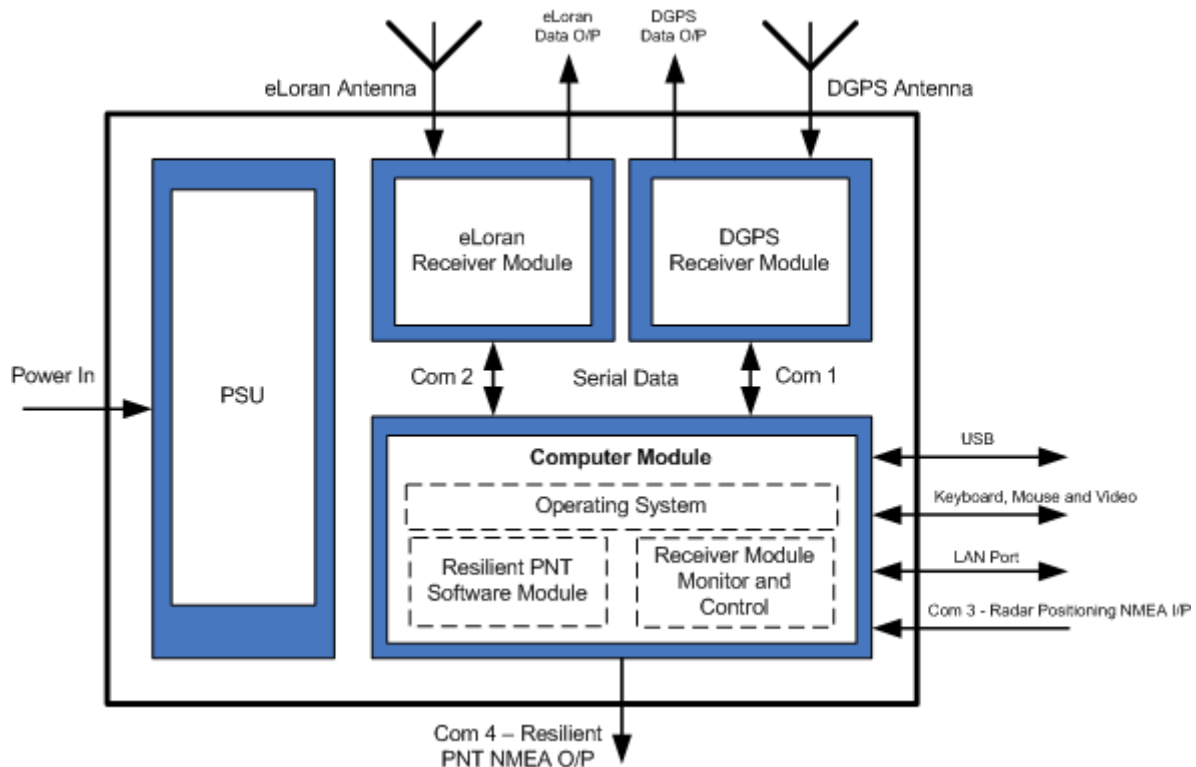 eLoran
Data O/P
DGPS
Data O/P
eLoran Antenna
DGPS Antenna
eLoran
Receiver Module
DGPS
Receiver Module
Power In
PSU
Com 2
Serial Data
Com 1
Computer Module
Operating System
Resilient PNT
Software Module
Receiver Module
Monitor and
Control
USB
Keyboard, Mouse and Video
LAN Port
Com 3 - Radar Positioning NMEA I/P
Com 4 – Resilient
PNT NMEA O/P